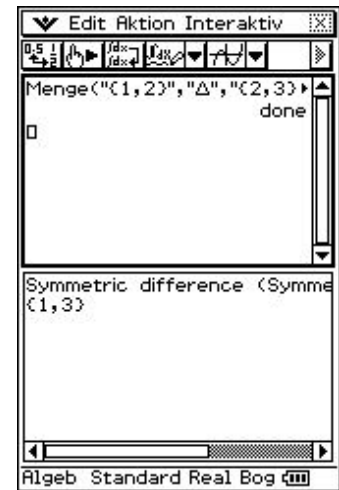 Edit Aktion Interaktiv
Menge("{1,2}","Δ","{2,3}
done
Symmetric difference (Symme
{1,3}
Algeb Standard Real Bog